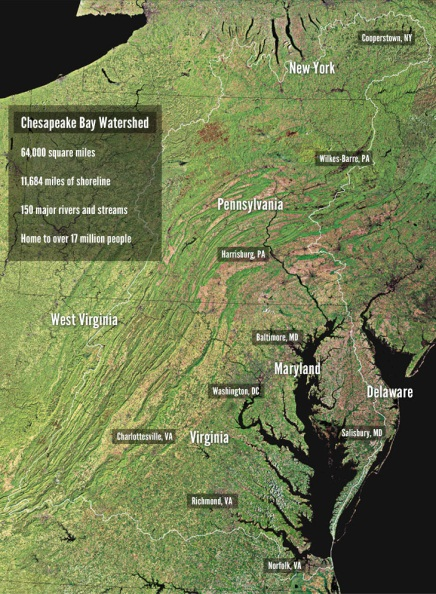 Cooperstown, NY
New York
Chesapeake Bay Watershed
64,000 square miles
11,684 miles of shoreline
150 major rivers and streams
Home to over 17 million people
Wilkes-Barre, PA
Pennsylvania
Harrisburg, PA
West Virginia
Baltimore, MD
Maryland
Washington, DC
Delaware
Charlottesville, VA
Virginia
Salisbury, MD
Richmond, VA
Norfolk, VA